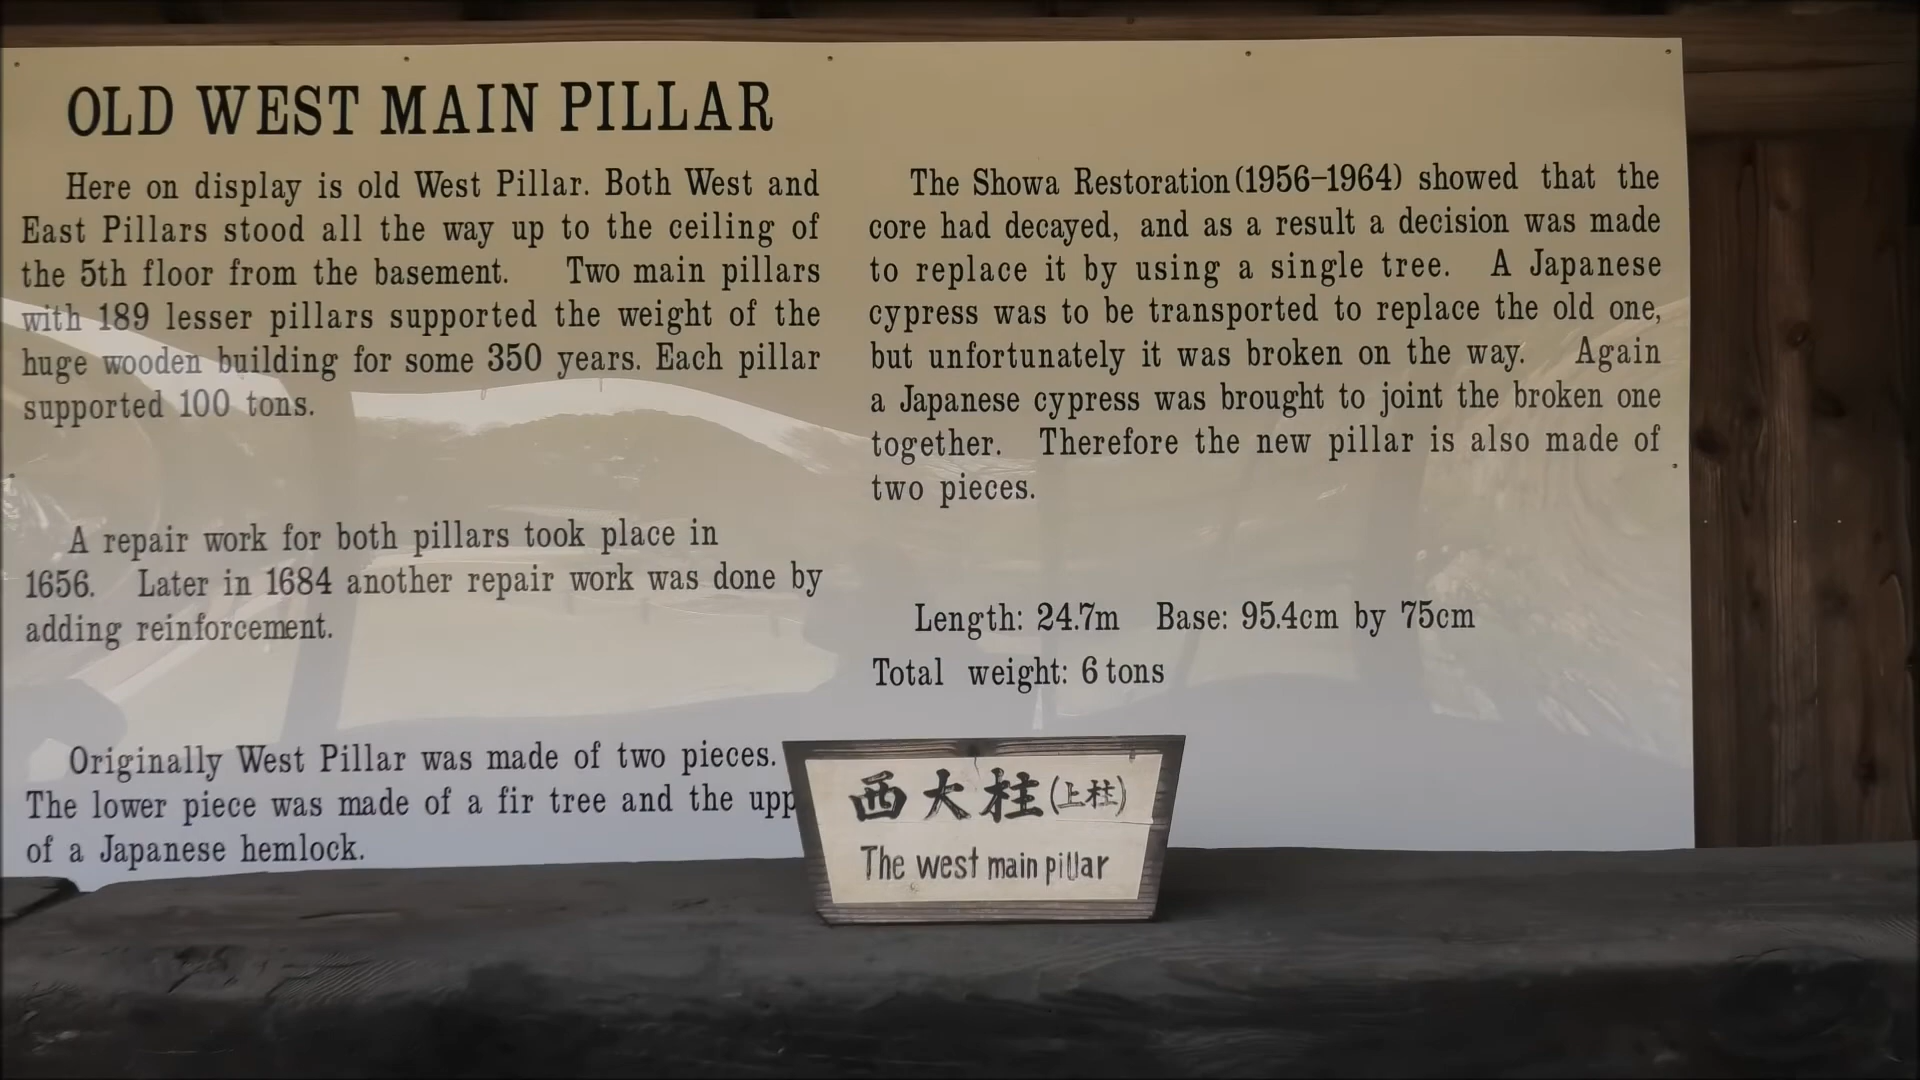 OLD WEST MAIN PILLAR
Here on display is old West Pillar. Both West and
East Pillars stood all the way up to the ceiling of
the 5th floor from the basement. Two main pillars
with 189 lesser pillars supported the weight of the
huge wooden building for some 350 years. Each pillar
supported 100 tons.
A repair work for both pillars took place in
1656. Later in 1684 another repair work was done by
adding reinforcement.
Originally West Pillar was made of two pieces.
The lower piece was made of a fir tree and the upp
of a Japanese hemlock.
The Showa Restoration(1956-1964) showed that the
core had decayed, and as a result a decision was made
to replace it by using a single tree. A Japanese
cypress was to be transported to replace the old one,
but unfortunately it was broken on the way. Again
a Japanese cypress was brought to joint the broken one
together. Therefore the new pillar is also made of
two pieces.
Length: 24.7m Base: 95.4cm by 75cm
Total weight: 6 tons
西大柱(上柱)
The west main pillar